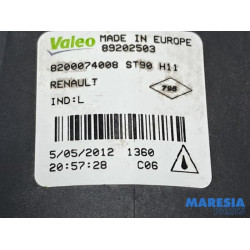 Valeo MADE IN EUROPE
89202503
8200074008 ST90 H11
RENAULT
796
IND:L
5/05/2012 1360
20:57:28 C06
MARESIA